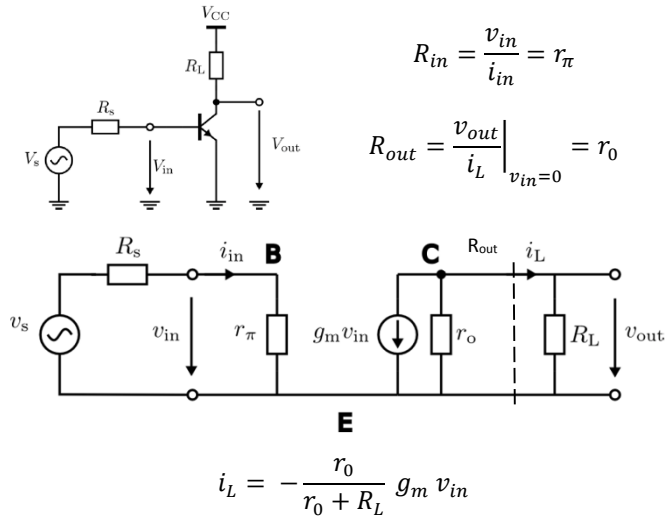 V_CC
R_L
R_s
V_s
V_in
V_out
R_in = v_in / i_in = r_π
R_out = v_out / i_L |_{v_in=0} = r_0
R_s
i_in
B
C
R_out
i_L
v_s
v_in
r_π
g_m v_in
r_o
R_L
v_out
E
i_L = − r_0 / (r_0 + R_L) g_m v_in